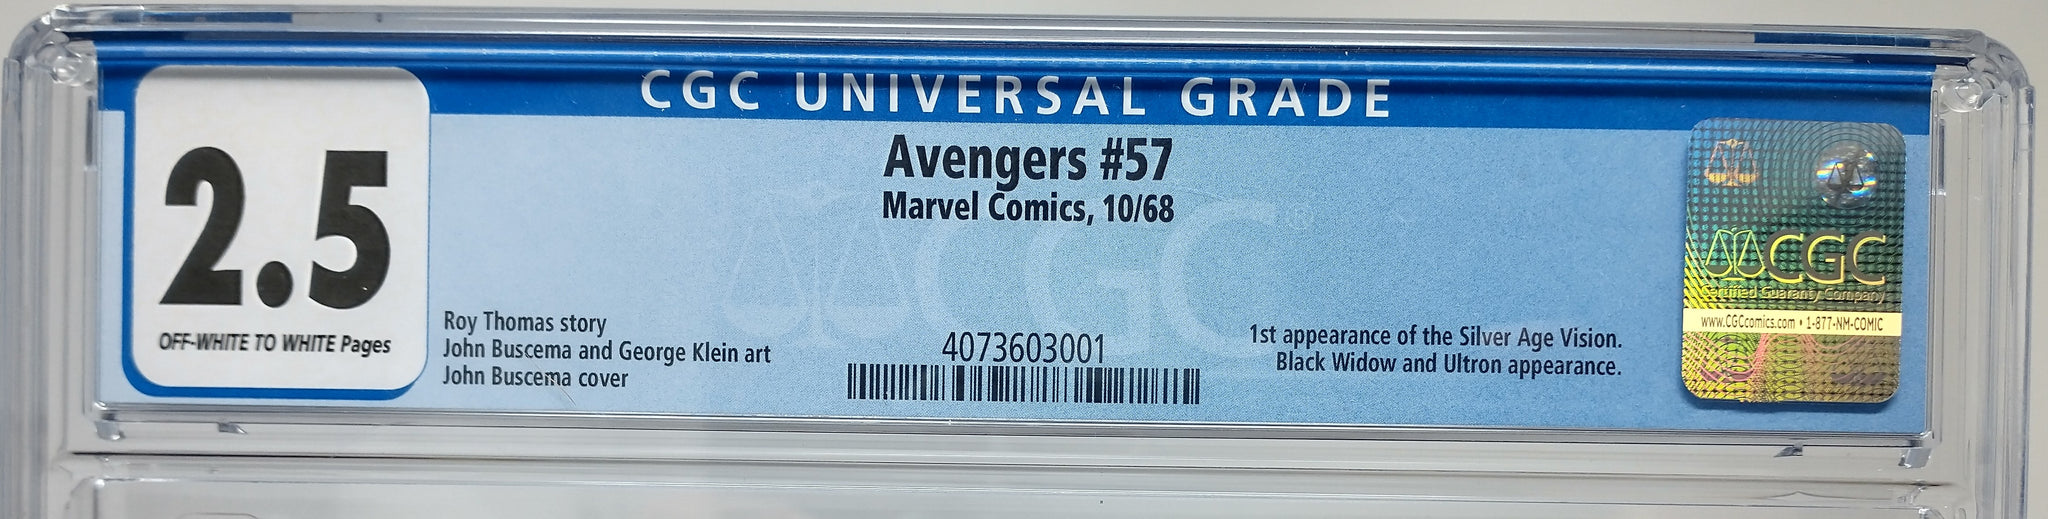 CGC UNIVERSAL GRADE
2.5
OFF-WHITE TO WHITE Pages
Avengers #57
Marvel Comics, 10/68
Roy Thomas story
John Buscema and George Klein art
John Buscema cover
CGC®
4073603001
1st appearance of the Silver Age Vision.
Black Widow and Ultron appearance.
CGC
Certified Guaranty Company
www.CGCcomics.com • 1-877-NM-COMIC